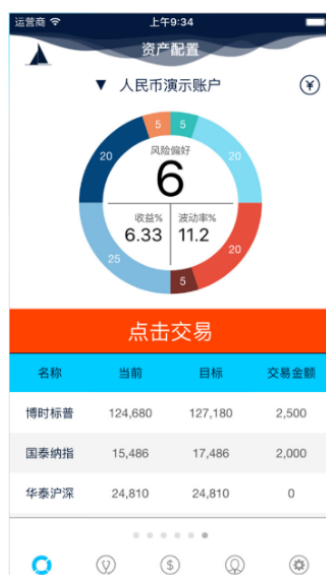 运营商 上午9:34
资产配置
▼ 人民币演示账户 ¥
5 5
20 20
风险偏好
6
收益% 波动率%
6.33 11.2
25 20
5
点击交易
名称 当前 目标 交易金额
博时标普 124,680 127,180 2,500
国泰纳指 15,486 17,486 2,000
华泰沪深 24,810 24,810 0
$